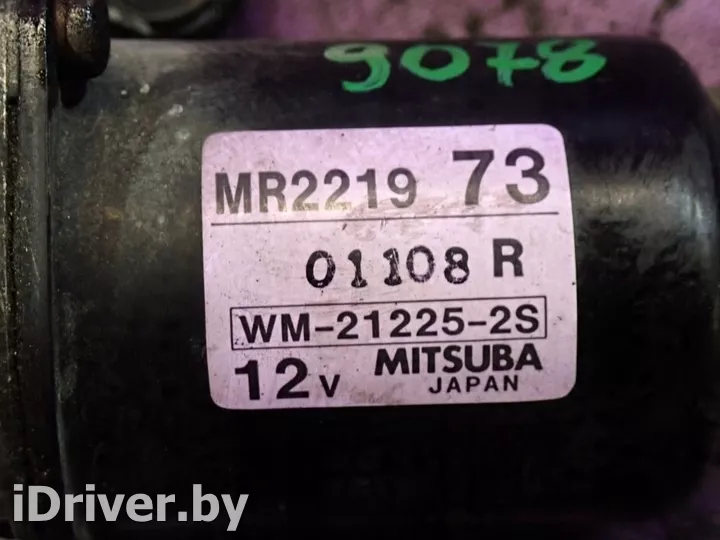 9078
MR2219 73
01108 R
WM-21225-2S
12V MITSUBA
JAPAN
iDriver.by